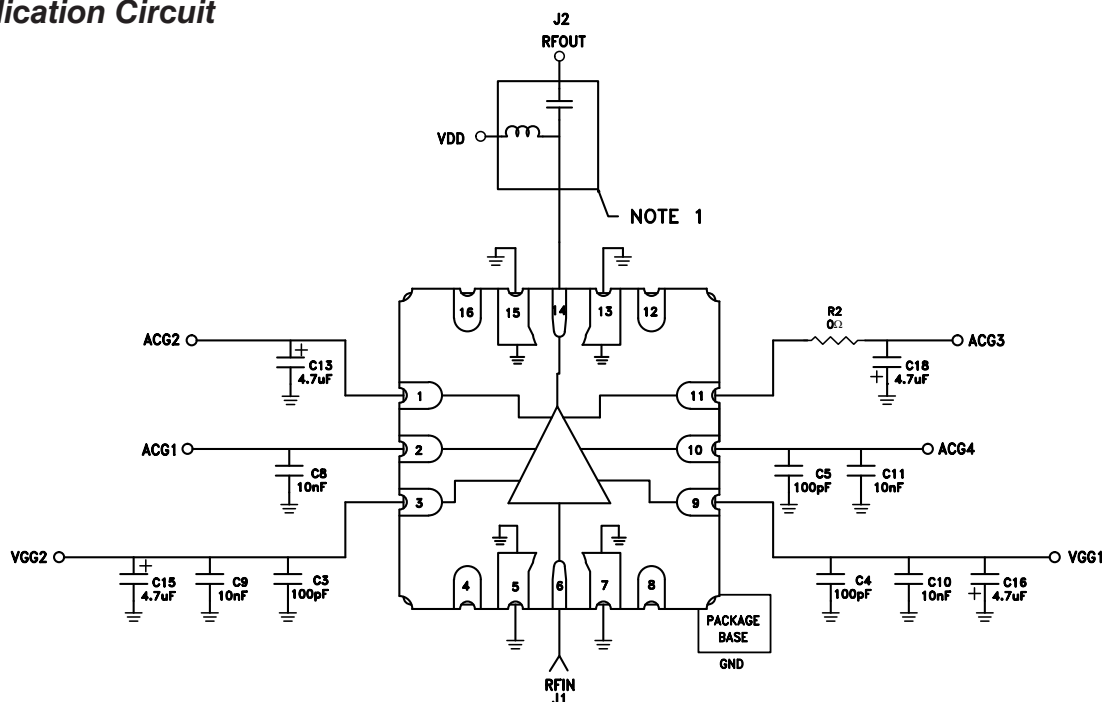 lication Circuit
J2
RFOUT
VDD
NOTE 1
16
15
14
13
12
ACG2
+
C13
4.7uF
R2
0Ω
ACG3
+
C18
4.7uF
1
11
ACG1
C8
10nF
2
10
C5
100pF
C11
10nF
ACG4
3
9
VGG2
+
C15
4.7uF
C9
10nF
C3
100pF
4
5
6
7
8
C4
100pF
C10
10nF
+
C16
4.7uF
VGG1
PACKAGE
BASE
GND
RFIN
J1